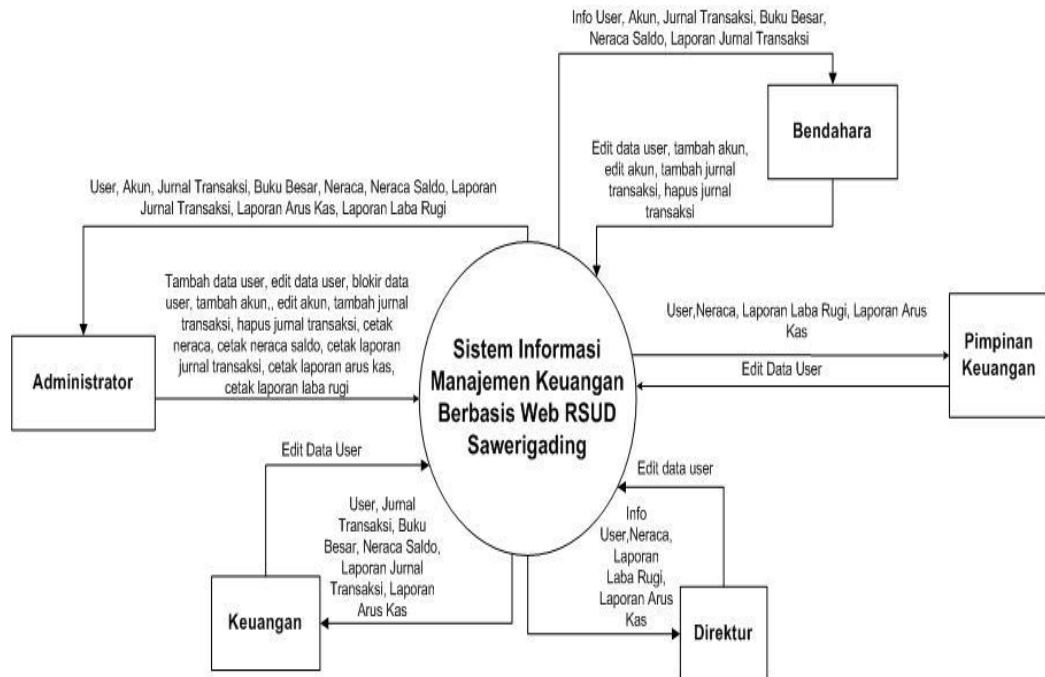 Info User, Akun, Jurnal Transaksi, Buku Besar,
Neraca Saldo, Laporan Jurnal Transaksi
Bendahara
Edit data user, tambah akun,
edit akun, tambah jurnal
transaksi, hapus jurnal
transaksi
User, Akun, Jurnal Transaksi, Buku Besar, Neraca, Neraca Saldo, Laporan
Jurnal Transaksi, Laporan Arus Kas, Laporan Laba Rugi
Tambah data user, edit data user, blokir data
user, tambah akun,, edit akun, tambah jurnal
transaksi, hapus jurnal transaksi, cetak
neraca, cetak neraca saldo, cetak laporan
jurnal transaksi, cetak laporan arus kas,
cetak laporan laba rugi
Administrator
Sistem Informasi
Manajemen Keuangan
Berbasis Web RSUD
Sawerigading
User,Neraca, Laporan Laba Rugi, Laporan Arus
Kas
Edit Data User
Pimpinan
Keuangan
Edit Data User
User, Jurnal
Transaksi, Buku
Besar, Neraca Saldo,
Laporan Jurnal
Transaksi, Laporan
Arus Kas
Keuangan
Edit data user
Info
User,Neraca,
Laporan
Laba Rugi,
Laporan Arus
Kas
Direktur